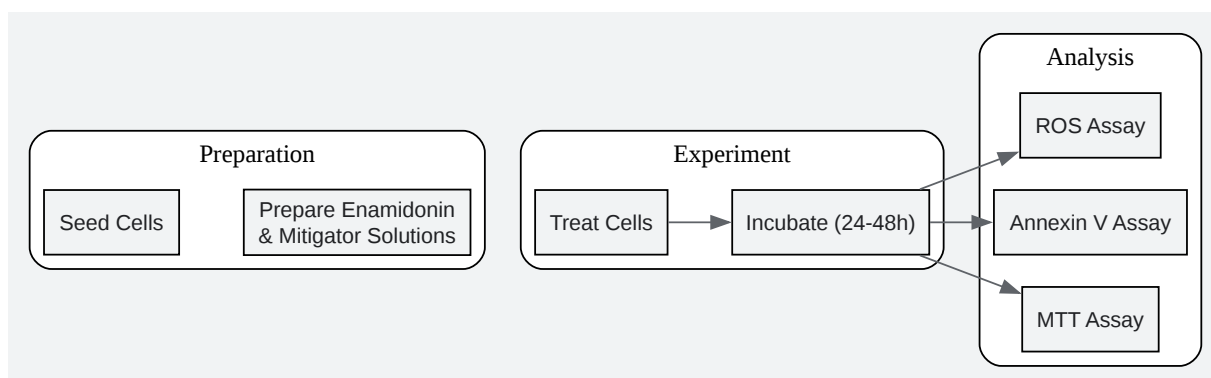 Preparation
Seed Cells
Prepare Enamidonin
& Mitigator Solutions
Experiment
Treat Cells
Incubate (24-48h)
Analysis
ROS Assay
Annexin V Assay
MTT Assay